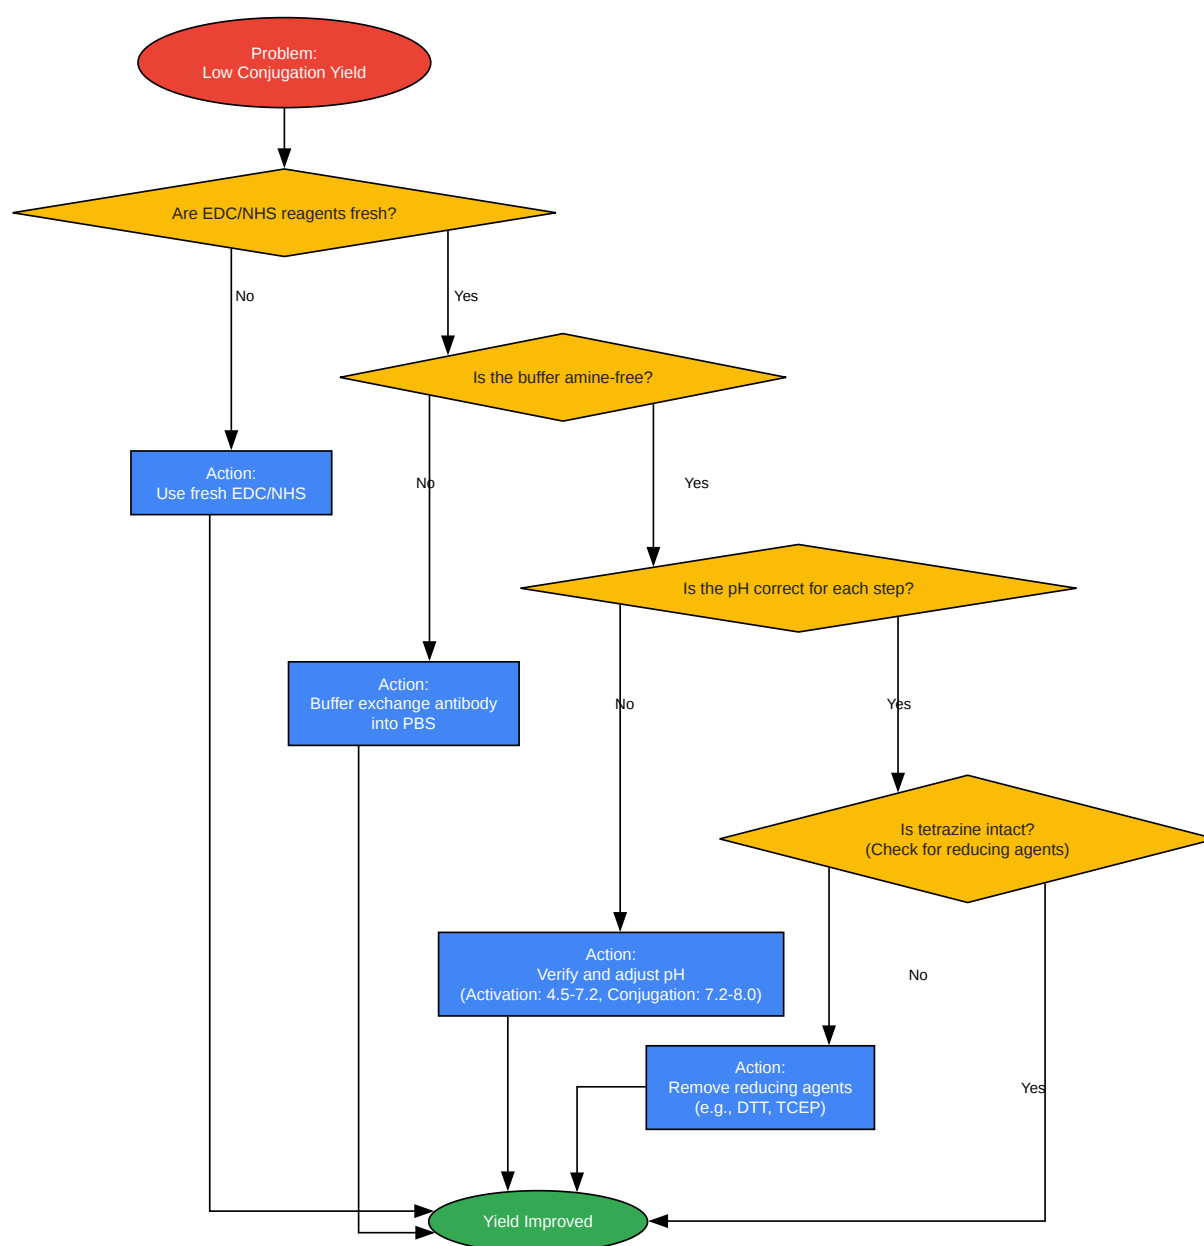 Problem:
Low Conjugation Yield
Are EDC/NHS reagents fresh?
No
Yes
Is the buffer amine-free?
Action:
Use fresh EDC/NHS
No
Yes
Is the pH correct for each step?
Action:
Buffer exchange antibody
into PBS
No
Yes
Is tetrazine intact?
(Check for reducing agents)
Action:
Verify and adjust pH
(Activation: 4.5-7.2, Conjugation: 7.2-8.0)
No
Action:
Remove reducing agents
(e.g., DTT, TCEP)
Yes
Yield Improved